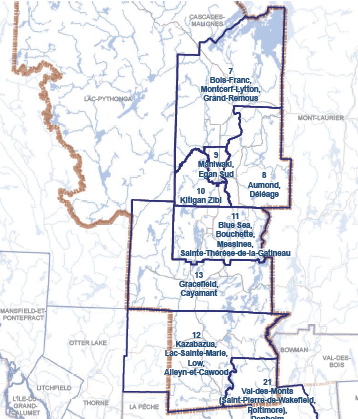 CASCADES-
MALIGNES
7
Bois-Franc,
Montcerf-Lytton,
Grand-Remous
LAC-PYTHONGA
MONT-LAURIER
9
Maniwaki,
Egan Sud
8
Aumond,
Déléage
10
Kitigan Zibi
11
Blue Sea,
Bouchette,
Messines,
Sainte-Thérèse-de-la-Gatineau
13
Gracefield,
Cayamant
MANSFIELD-ET-
PONTEFRACT
OTTER LAKE
12
Kazabazua,
Lac-Sainte-Marie,
Low,
Alleyn-et-Cawood
BOWMAN
VAL-DES-
BOIS
LITCHFIELD
21
Val-des-Monts
(Saint-Pierre-de-Wakefield,
Poltimore),
Denholm
L'ÎLE-DU-
GRAND-
CALUMET
THORNE
LA PÊCHE